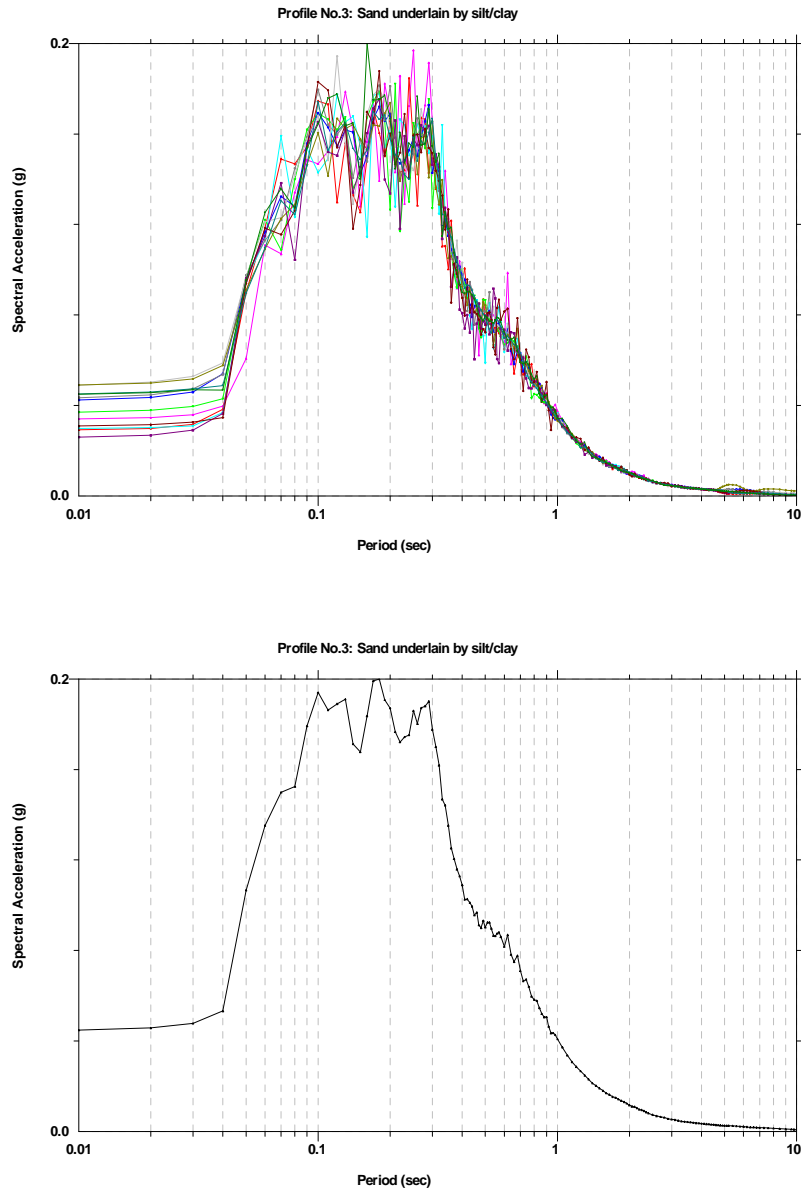 Profile No.3: Sand underlain by silt/clay
0.2
Spectral Acceleration (g)
0.0
0.01
0.1
1
10
Period (sec)
Profile No.3: Sand underlain by silt/clay
0.2
Spectral Acceleration (g)
0.0
0.01
0.1
1
10
Period (sec)